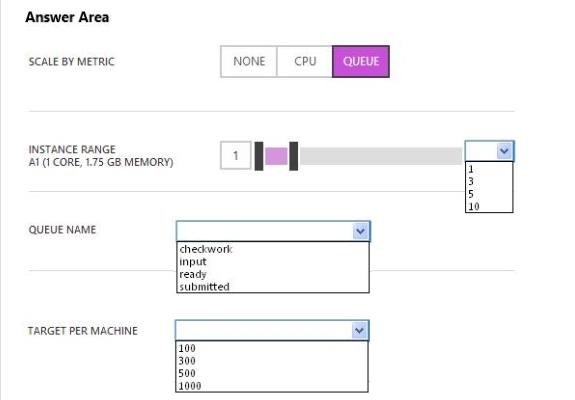 Answer Area
SCALE BY METRIC
NONE CPU QUEUE
INSTANCE RANGE
A1 (1 CORE, 1.75 GB MEMORY)
1
1
3
5
10
QUEUE NAME
checkwork
input
ready
submitted
TARGET PER MACHINE
100
300
500
1000